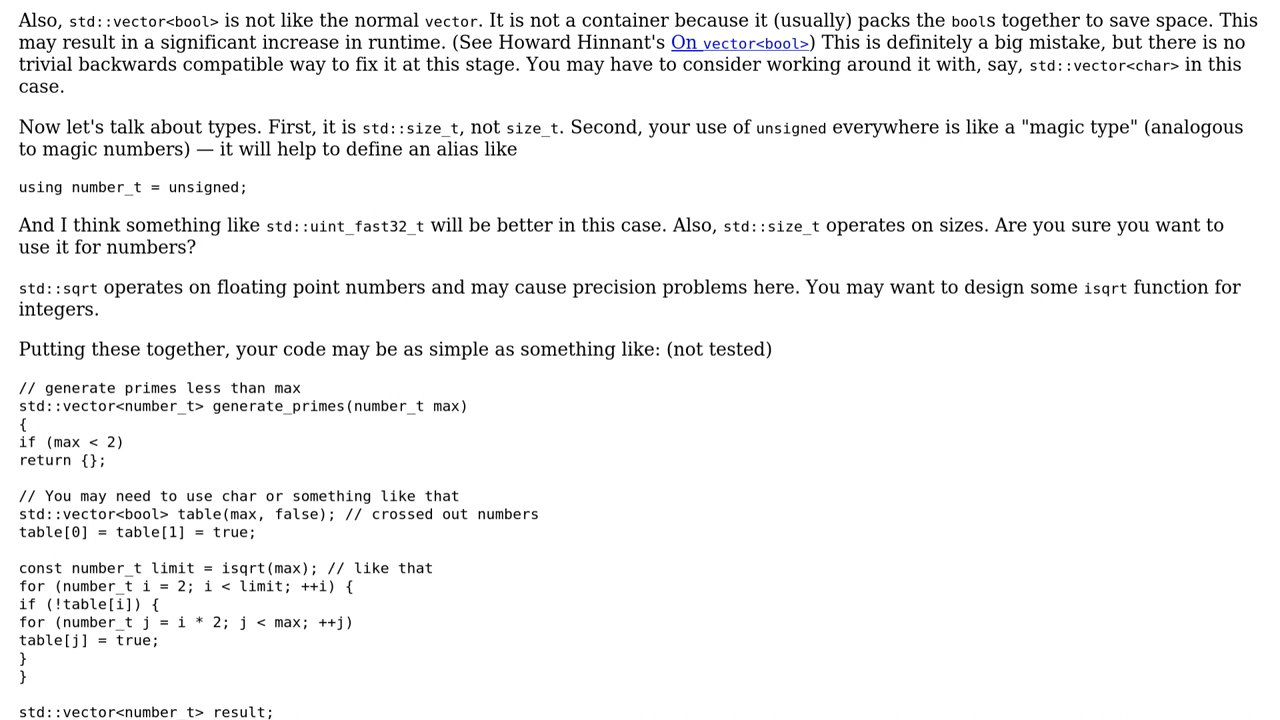 Also, std::vector<bool> is not like the normal vector. It is not a container because it (usually) packs the bools together to save space. This
may result in a significant increase in runtime. (See Howard Hinnant's On vector<bool>) This is definitely a big mistake, but there is no
trivial backwards compatible way to fix it at this stage. You may have to consider working around it with, say, std::vector<char> in this
case.
Now let's talk about types. First, it is std::size_t, not size_t. Second, your use of unsigned everywhere is like a "magic type" (analogous
to magic numbers) — it will help to define an alias like
using number_t = unsigned;
And I think something like std::uint_fast32_t will be better in this case. Also, std::size_t operates on sizes. Are you sure you want to
use it for numbers?
std::sqrt operates on floating point numbers and may cause precision problems here. You may want to design some isqrt function for
integers.
Putting these together, your code may be as simple as something like: (not tested)
// generate primes less than max
std::vector<number_t> generate_primes(number_t max)
{
if (max < 2)
return {};
// You may need to use char or something like that
std::vector<bool> table(max, false); // crossed out numbers
table[0] = table[1] = true;
const number_t limit = isqrt(max); // like that
for (number_t i = 2; i < limit; ++i) {
if (!table[i]) {
for (number_t j = i * 2; j < max; ++j)
table[j] = true;
}
}
std::vector<number_t> result;